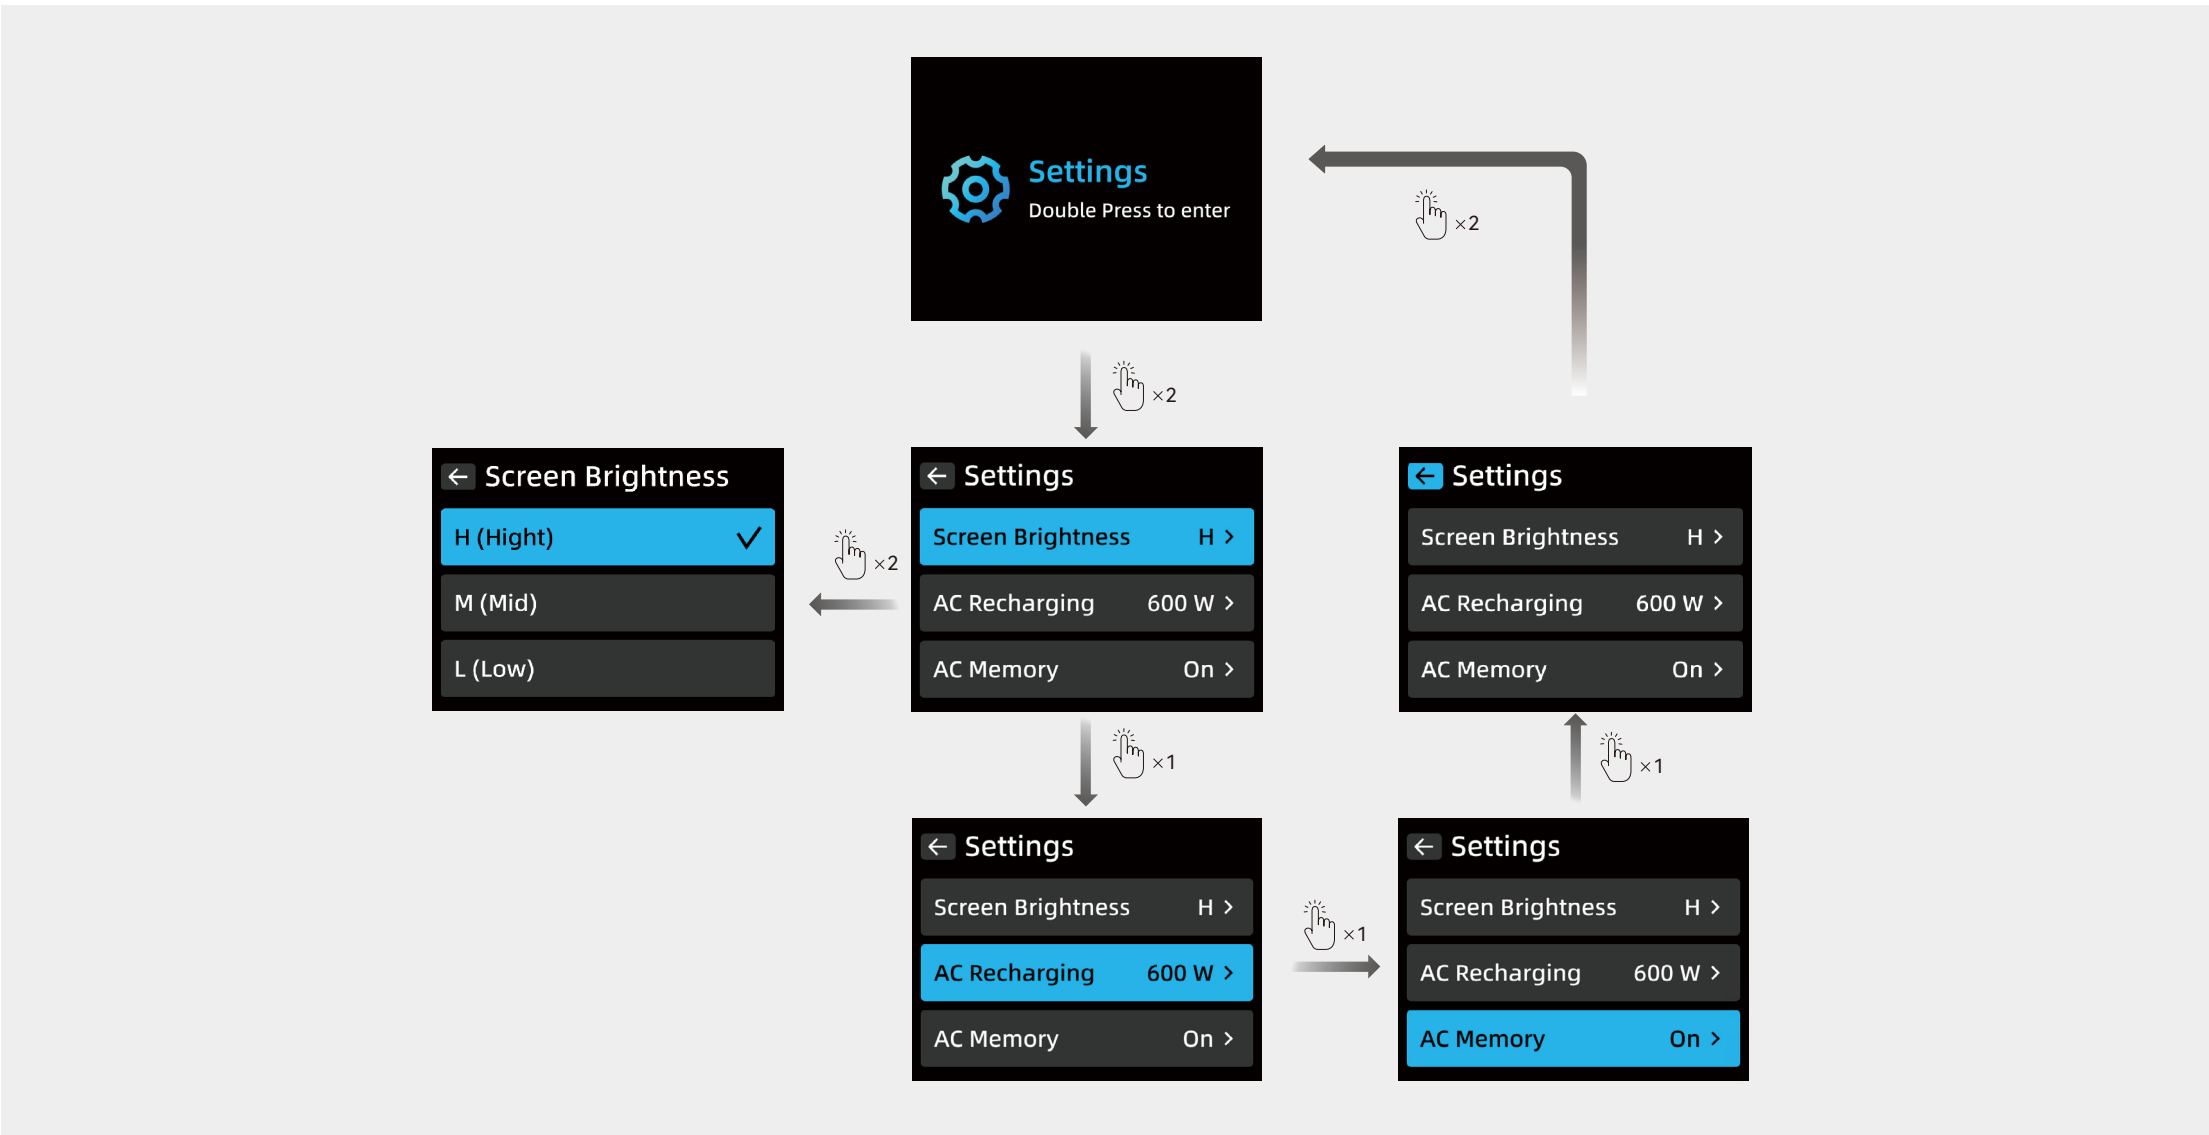 Settings
Double Press to enter
×2
×2
Screen Brightness
H (Hight)
M (Mid)
L (Low)
×2
Settings
Screen Brightness H >
AC Recharging 600 W >
AC Memory On >
Settings
Screen Brightness H >
AC Recharging 600 W >
AC Memory On >
×1
×1
Settings
Screen Brightness H >
AC Recharging 600 W >
AC Memory On >
×1
Settings
Screen Brightness H >
AC Recharging 600 W >
AC Memory On >